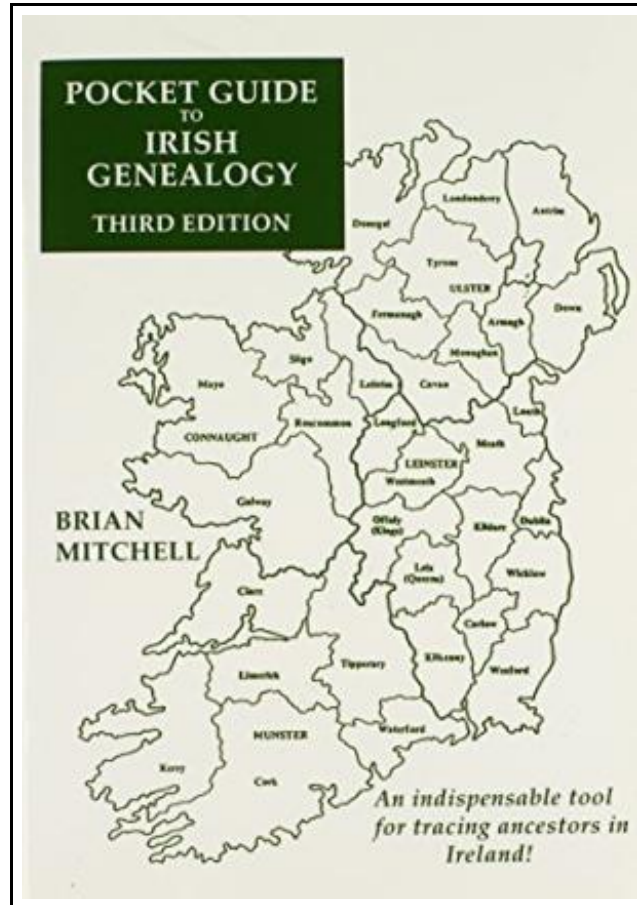 POCKET GUIDE
TO
IRISH
GENEALOGY
THIRD EDITION
Donegal
Londonderry
Antrim
Tyrone
ULSTER
Fermanagh
Armagh
Down
Monaghan
Sligo
Leitrim
Cavan
Mayo
Roscommon
Longford
Louth
Meath
CONNAUGHT
LEINSTER
Westmeath
Galway
BRIAN
MITCHELL
Offaly
(Kings)
Kildare
Dublin
Leix
(Queens)
Wicklow
Clare
Carlow
Limerick
Tipperary
Kilkenny
Wexford
MUNSTER
Waterford
Kerry
Cork
An indispensable tool
for tracing ancestors in
Ireland!